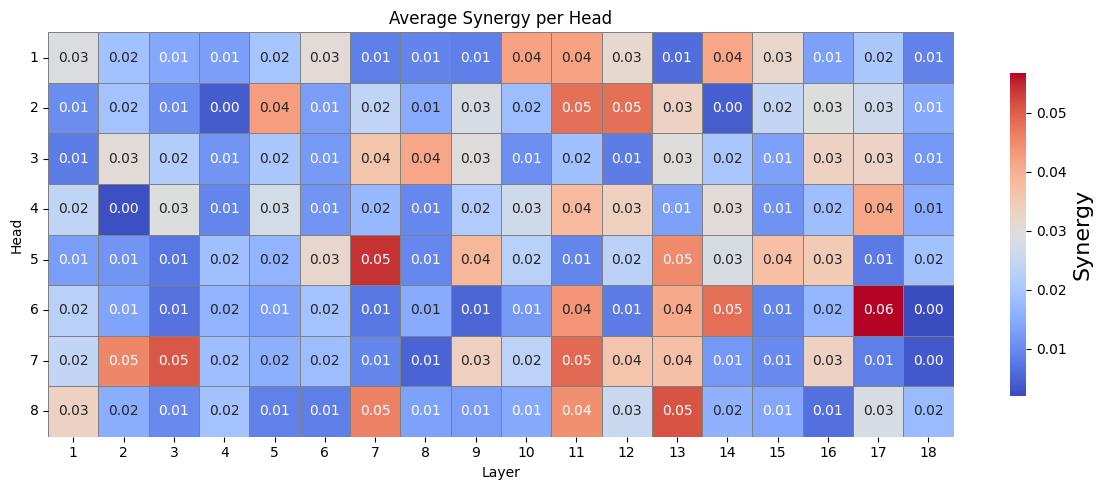 Average Synergy per Head
1 0.03 0.02 0.01 0.01 0.02 0.03 0.01 0.01 0.01 0.04 0.04 0.03 0.01 0.04 0.03 0.01 0.02 0.01
2 0.01 0.02 0.01 0.00 0.04 0.01 0.02 0.01 0.03 0.02 0.05 0.05 0.03 0.00 0.02 0.03 0.03 0.01
3 0.01 0.03 0.02 0.01 0.02 0.01 0.04 0.04 0.03 0.01 0.02 0.01 0.03 0.02 0.01 0.03 0.03 0.01
4 0.02 0.00 0.03 0.01 0.03 0.01 0.02 0.01 0.02 0.03 0.04 0.03 0.01 0.03 0.01 0.02 0.04 0.01
5 0.01 0.01 0.01 0.02 0.02 0.03 0.05 0.01 0.04 0.02 0.01 0.02 0.05 0.03 0.04 0.03 0.01 0.02
6 0.02 0.01 0.01 0.02 0.01 0.02 0.01 0.01 0.01 0.01 0.04 0.01 0.04 0.05 0.01 0.02 0.06 0.00
7 0.02 0.05 0.05 0.02 0.02 0.02 0.01 0.01 0.03 0.02 0.05 0.04 0.04 0.01 0.01 0.03 0.01 0.00
8 0.03 0.02 0.01 0.02 0.01 0.01 0.05 0.01 0.01 0.01 0.04 0.03 0.05 0.02 0.01 0.01 0.03 0.02
1 2 3 4 5 6 7 8 9 10 11 12 13 14 15 16 17 18
Layer
Head
0.05
0.04
0.03
0.02
0.01
Synergy